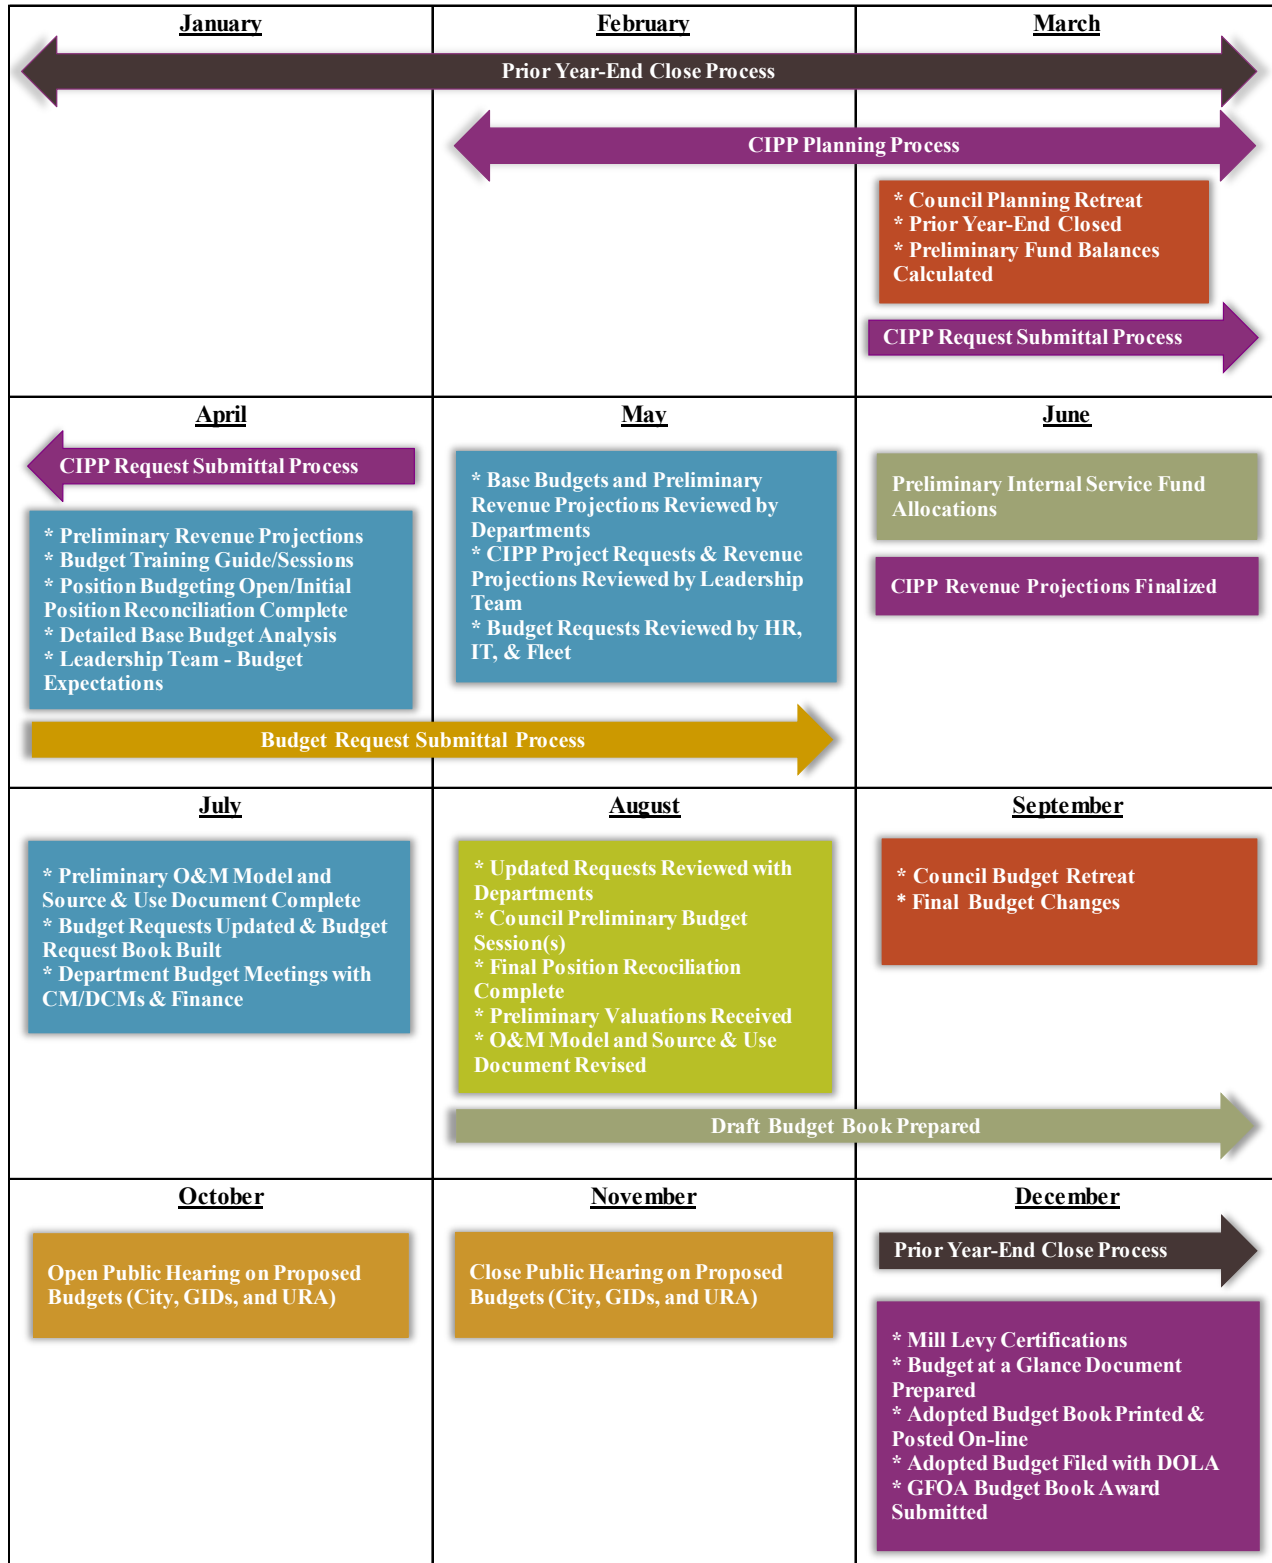 January
February
March
Prior Year-End Close Process
CIPP Planning Process
* Council Planning Retreat
* Prior Year-End Closed
* Preliminary Fund Balances
Calculated
CIPP Request Submittal Process
April
May
June
CIPP Request Submittal Process
* Preliminary Revenue Projections
* Budget Training Guide/Sessions
* Position Budgeting Open/Initial
Position Reconciliation Complete
* Detailed Base Budget Analysis
* Leadership Team - Budget
Expectations
* Base Budgets and Preliminary
Revenue Projections Reviewed by
Departments
* CIPP Project Requests & Revenue
Projections Reviewed by Leadership
Team
* Budget Requests Reviewed by HR,
IT, & Fleet
Preliminary Internal Service Fund
Allocations
CIPP Revenue Projections Finalized
Budget Request Submittal Process
July
August
September
* Preliminary O&M Model and
Source & Use Document Complete
* Budget Requests Updated & Budget
Request Book Built
* Department Budget Meetings with
CM/DCMs & Finance
* Updated Requests Reviewed with
Departments
* Council Preliminary Budget
Session(s)
* Final Position Recociliation
Complete
* Preliminary Valuations Received
* O&M Model and Source & Use
Document Revised
* Council Budget Retreat
* Final Budget Changes
Draft Budget Book Prepared
October
November
December
Open Public Hearing on Proposed
Budgets (City, GIDs, and URA)
Close Public Hearing on Proposed
Budgets (City, GIDs, and URA)
Prior Year-End Close Process
* Mill Levy Certifications
* Budget at a Glance Document
Prepared
* Adopted Budget Book Printed &
Posted On-line
* Adopted Budget Filed with DOLA
* GFOA Budget Book Award
Submitted